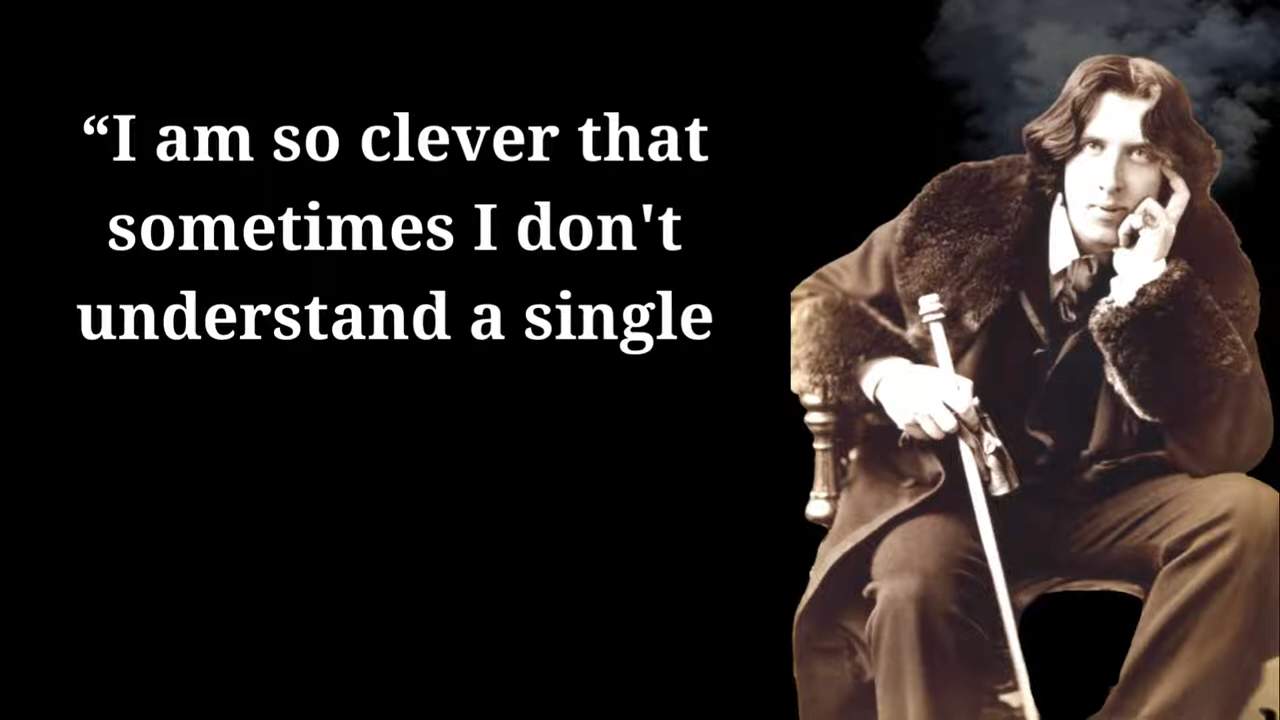 “I am so clever that
sometimes I don't
understand a single